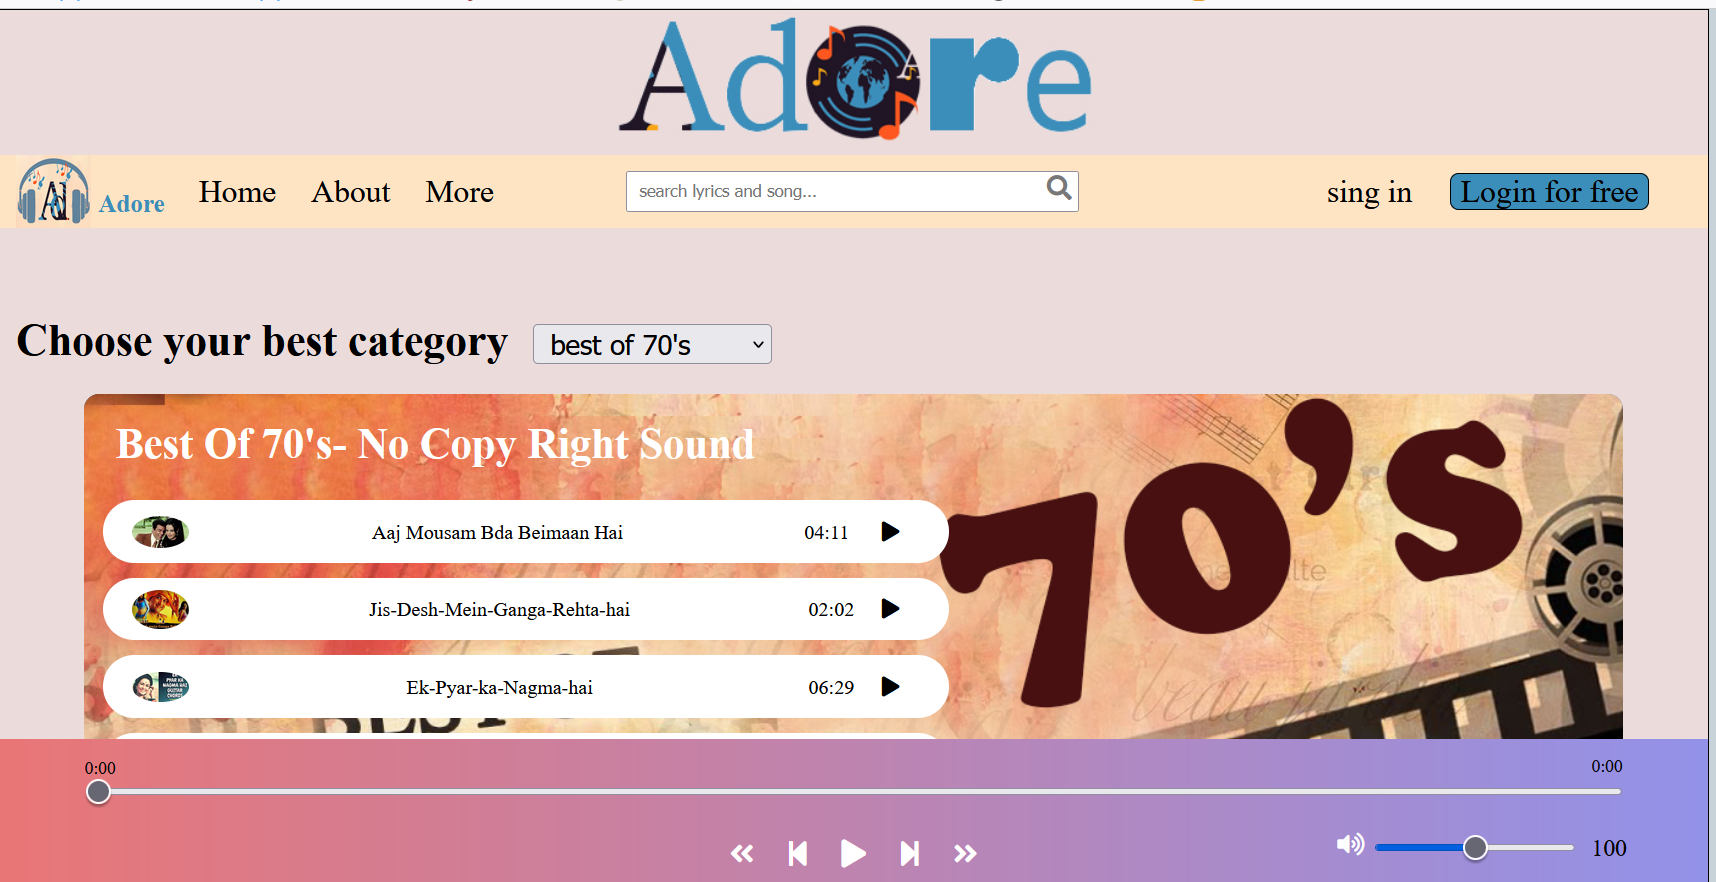 Adore
Adore Home About More search lyrics and song... sing in Login for free
Choose your best category best of 70's
Best Of 70's- No Copy Right Sound
70's
Aaj Mousam Bda Beimaan Hai 04:11
Jis-Desh-Mein-Ganga-Rehta-hai 02:02
Ek-Pyar-ka-Nagma-hai 06:29
0:00 0:00
100